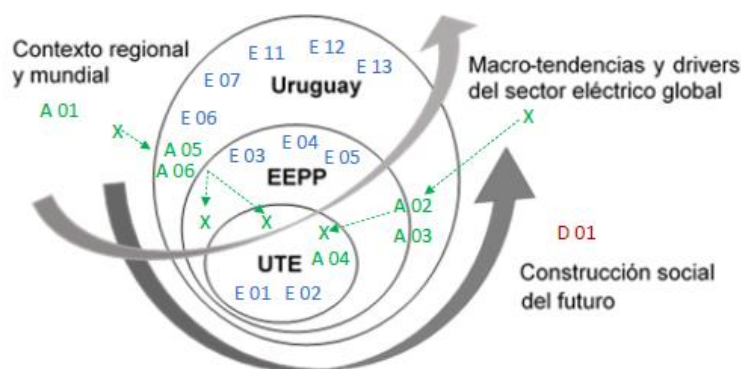 Contexto regional
y mundial
A 01
X
E 11
E 12
E 13
E 07
Uruguay
E 06
Macro-tendencias y drivers
del sector eléctrico global
X
A 05
A 06
E 03
E 04
E 05
EEPP
X
X
X
A 02
A 03
UTE
A 04
E 01
E 02
D 01
Construcción social
del futuro